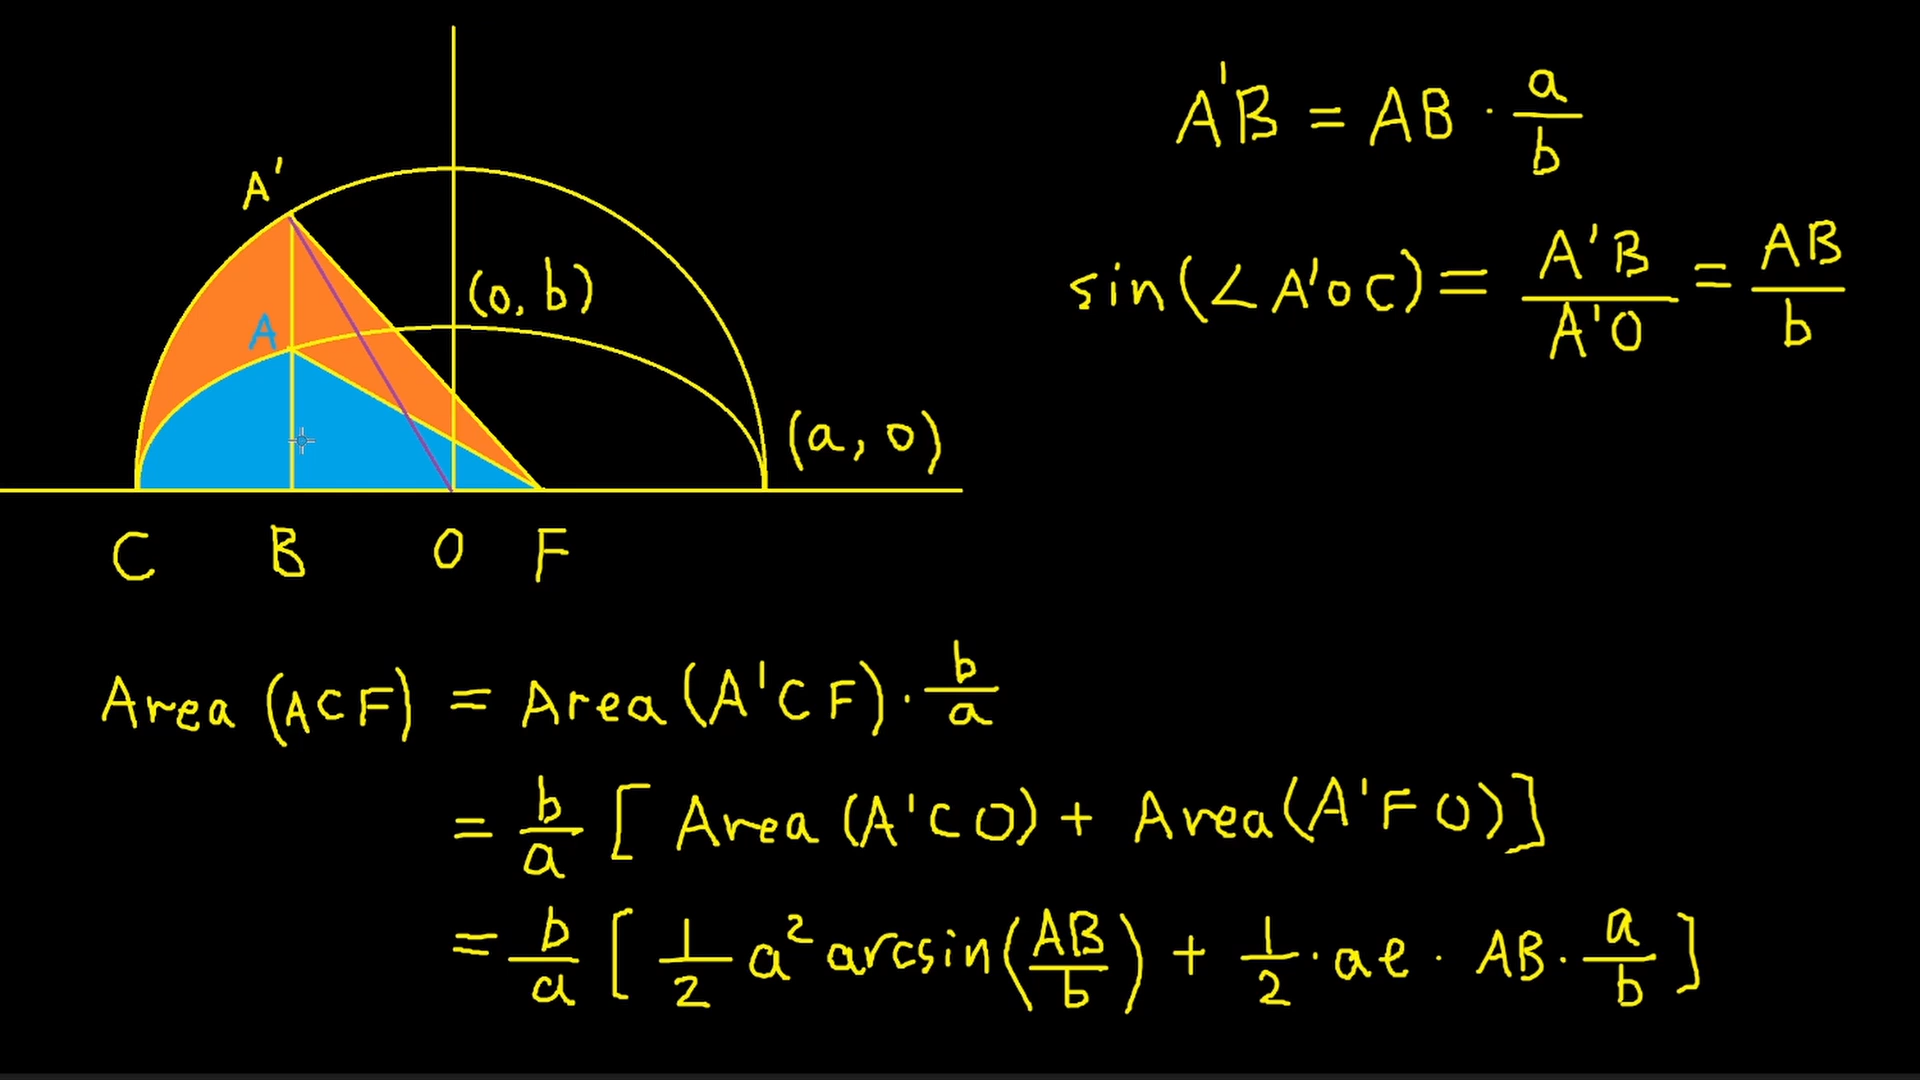 A'B = AB · a/b
A'
(0, b)
sin(∠A'OC) = A'B/A'O = AB/b
A
(a, 0)
C B O F
Area (ACF) = Area (A'CF) · b/a
= b/a [ Area (A'CO) + Area (A'FO) ]
= b/a [ 1/2 a² arcsin(AB/b) + 1/2 · ae · AB · a/b ]